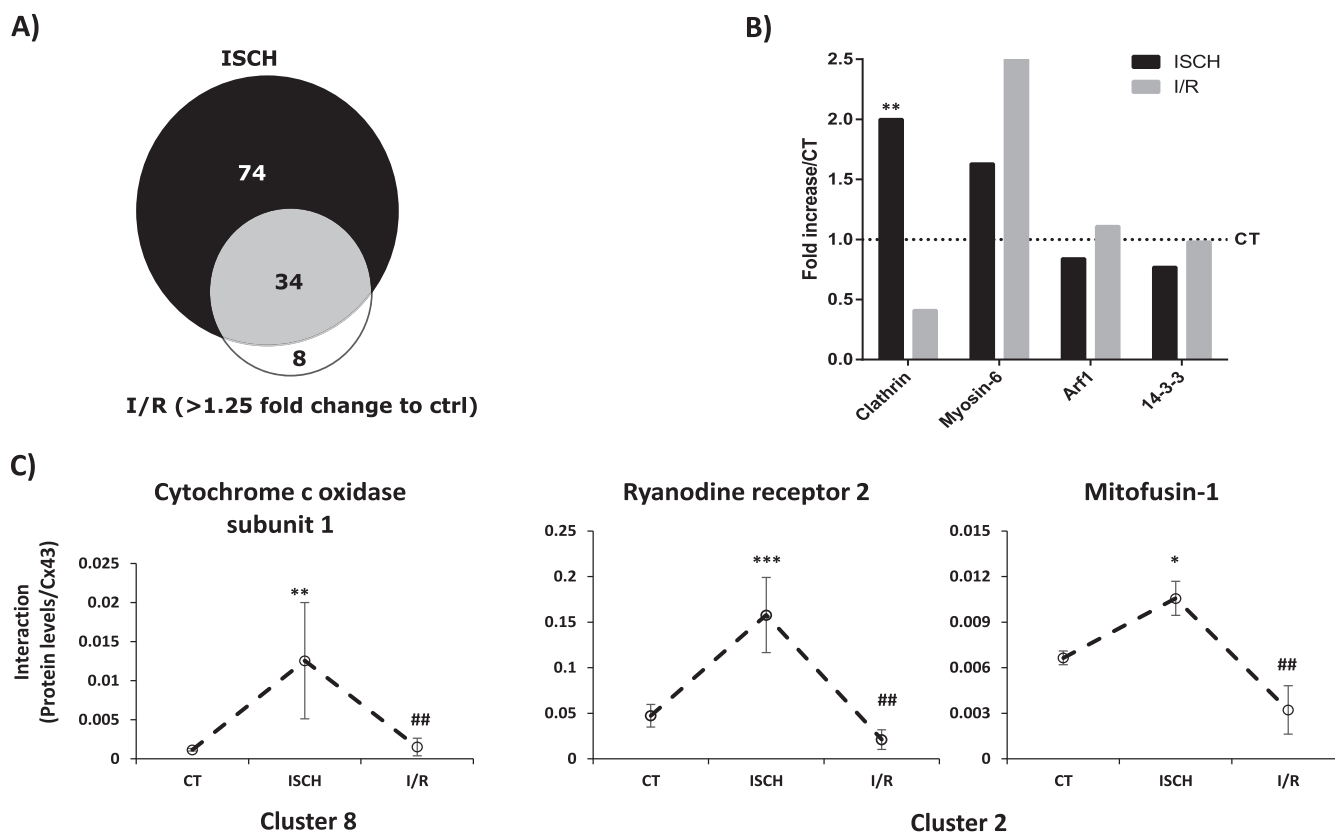 A)
ISCH
74
34
8
I/R (>1.25 fold change to ctrl)
B)
ISCH
I/R
Fold increase/CT
2.5
2.0
1.5
1.0
0.5
0.0
**
CT
Clathrin
Myosin-6
Arf1
14-3-3
C)
Interaction
(Protein levels/Cx43)
Cytochrome c oxidase
subunit 1
0.025
0.02
0.015
0.01
0.005
0
**
##
CT ISCH I/R
Cluster 8
Ryanodine receptor 2
0.25
0.2
0.15
0.1
0.05
0
***
##
CT ISCH I/R
Mitofusin-1
0.015
0.012
0.009
0.006
0.003
0
*
##
CT ISCH I/R
Cluster 2